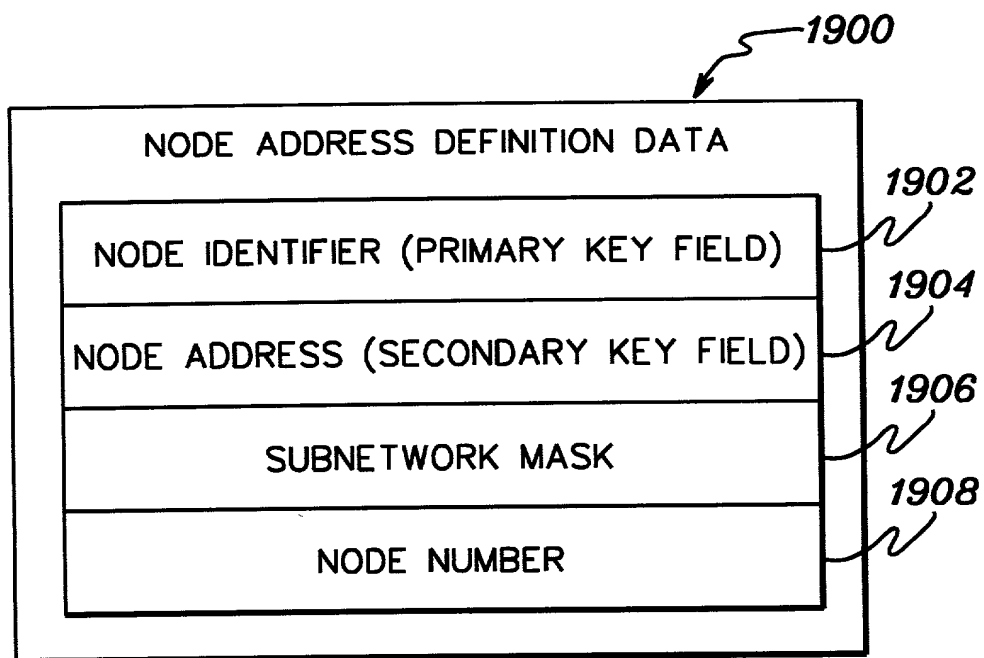 1900
NODE ADDRESS DEFINITION DATA
1902
NODE IDENTIFIER (PRIMARY KEY FIELD)
1904
NODE ADDRESS (SECONDARY KEY FIELD)
1906
SUBNETWORK MASK
1908
NODE NUMBER